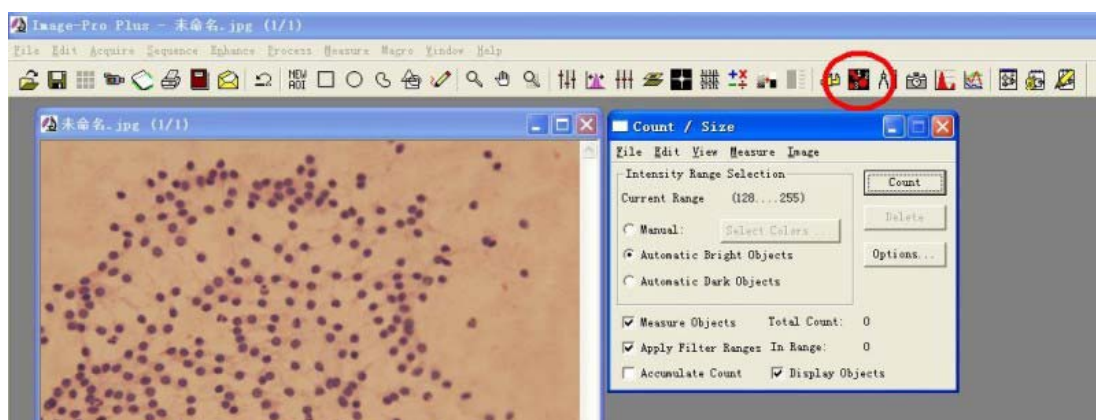 Image-Pro Plus - 未命名.jpg (1/1)
File Edit Acquire Sequence Enhance Process Measure Macro Window Help
NEW
AOI
未命名.jpg (1/1)
Count / Size
File Edit View Measure Image
Intensity Range Selection
Current Range (128....255)
Count
Manual: Select Colors ...
Delete
Automatic Bright Objects
Options...
Automatic Dark Objects
Measure Objects Total Count: 0
Apply Filter Ranges In Range: 0
Accumulate Count Display Objects